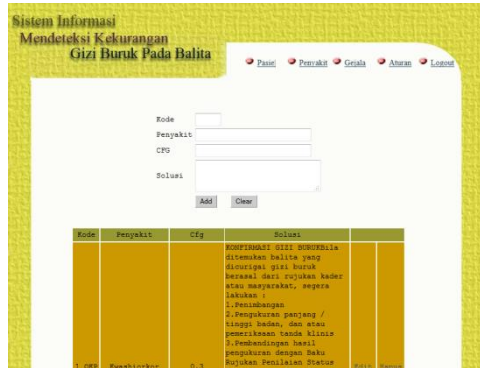 Sistem Informasi
Mendeteksi Kekurangan
Gizi Buruk Pada Balita
Penyakit Gejala Aturan Logout
Kode
Penyakit
CFG
Solusi
Add Clear
Kode Penyakit Cfg Solusi
KONFIRMASI GIZI BURUKBila
ditemukan balita yang
dicurigai gizi buruk
berasal dari rujukan kader
atau masyarakat, segera
lakukan :
1.Penimbangan
2.Pengukuran panjang /
tinggi badan, dan atau
pemeriksaan tanda klinis
3.Pembandingan hasil
pengukuran dengan Baku
Rujukan Penilaian Status
Kwashiorkor 0.3 Edit